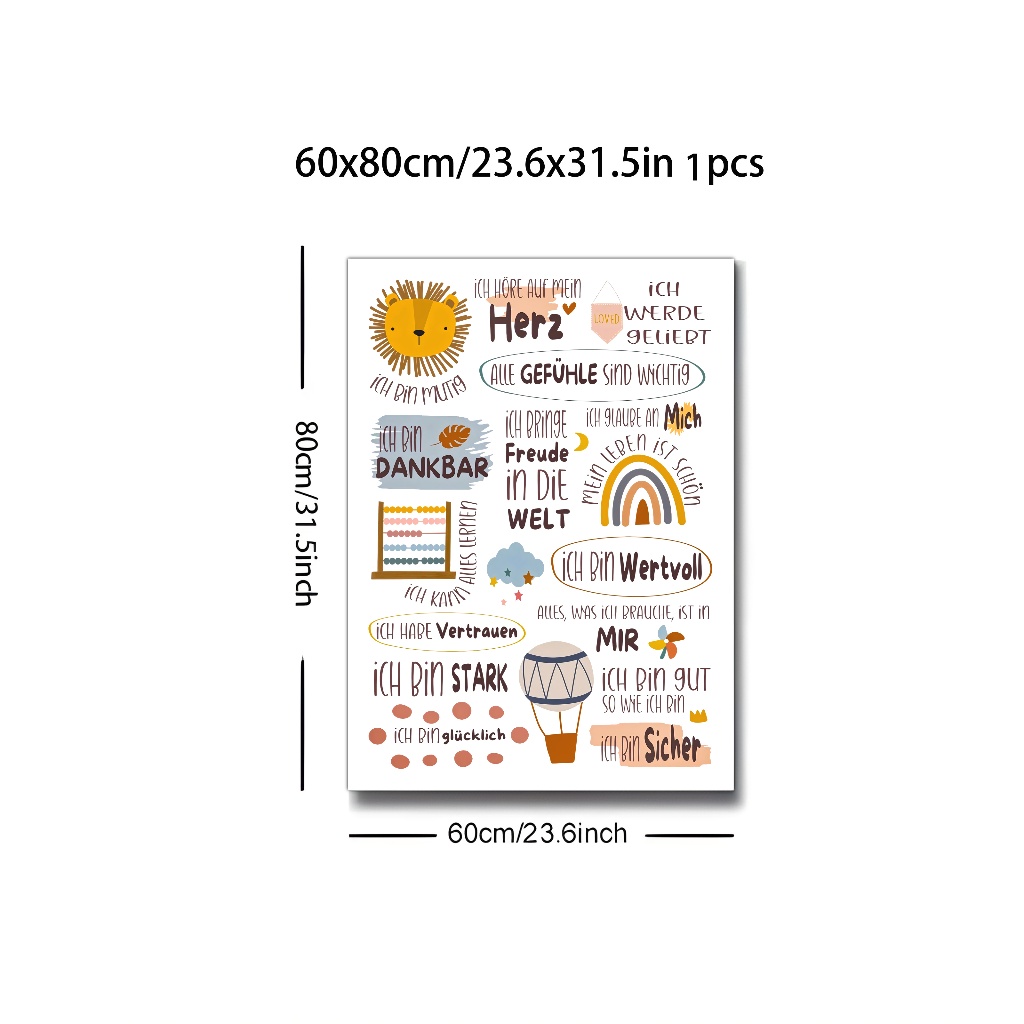 60x80cm/23.6x31.5in 1pcs
80cm/31.5inch
iCH HÖRE AUF MEiN
Herz
LOVED
iCH
WERDE
GELiEBT
iCH BiN MUTiG
ALLE GEFÜHLE SiND WiCHTiG
iCH BiN
DANKBAR
iCH BRiNGE
Freude
iN DiE
WELT
iCH GLAUBE AN Mich
MEiN LEBEN iST SCHÖN
iCH KANN ALLES LERNEN
iCH BiN Wertvoll
ALLES, WAS iCH BRAUCHE, iST iN
MIR
iCH HABE Vertrauen
iCH BiN STARK
iCH BiN GUT
SO WiE iCH BiN
iCH BiN glücklich
iCH BiN Sicher
60cm/23.6inch